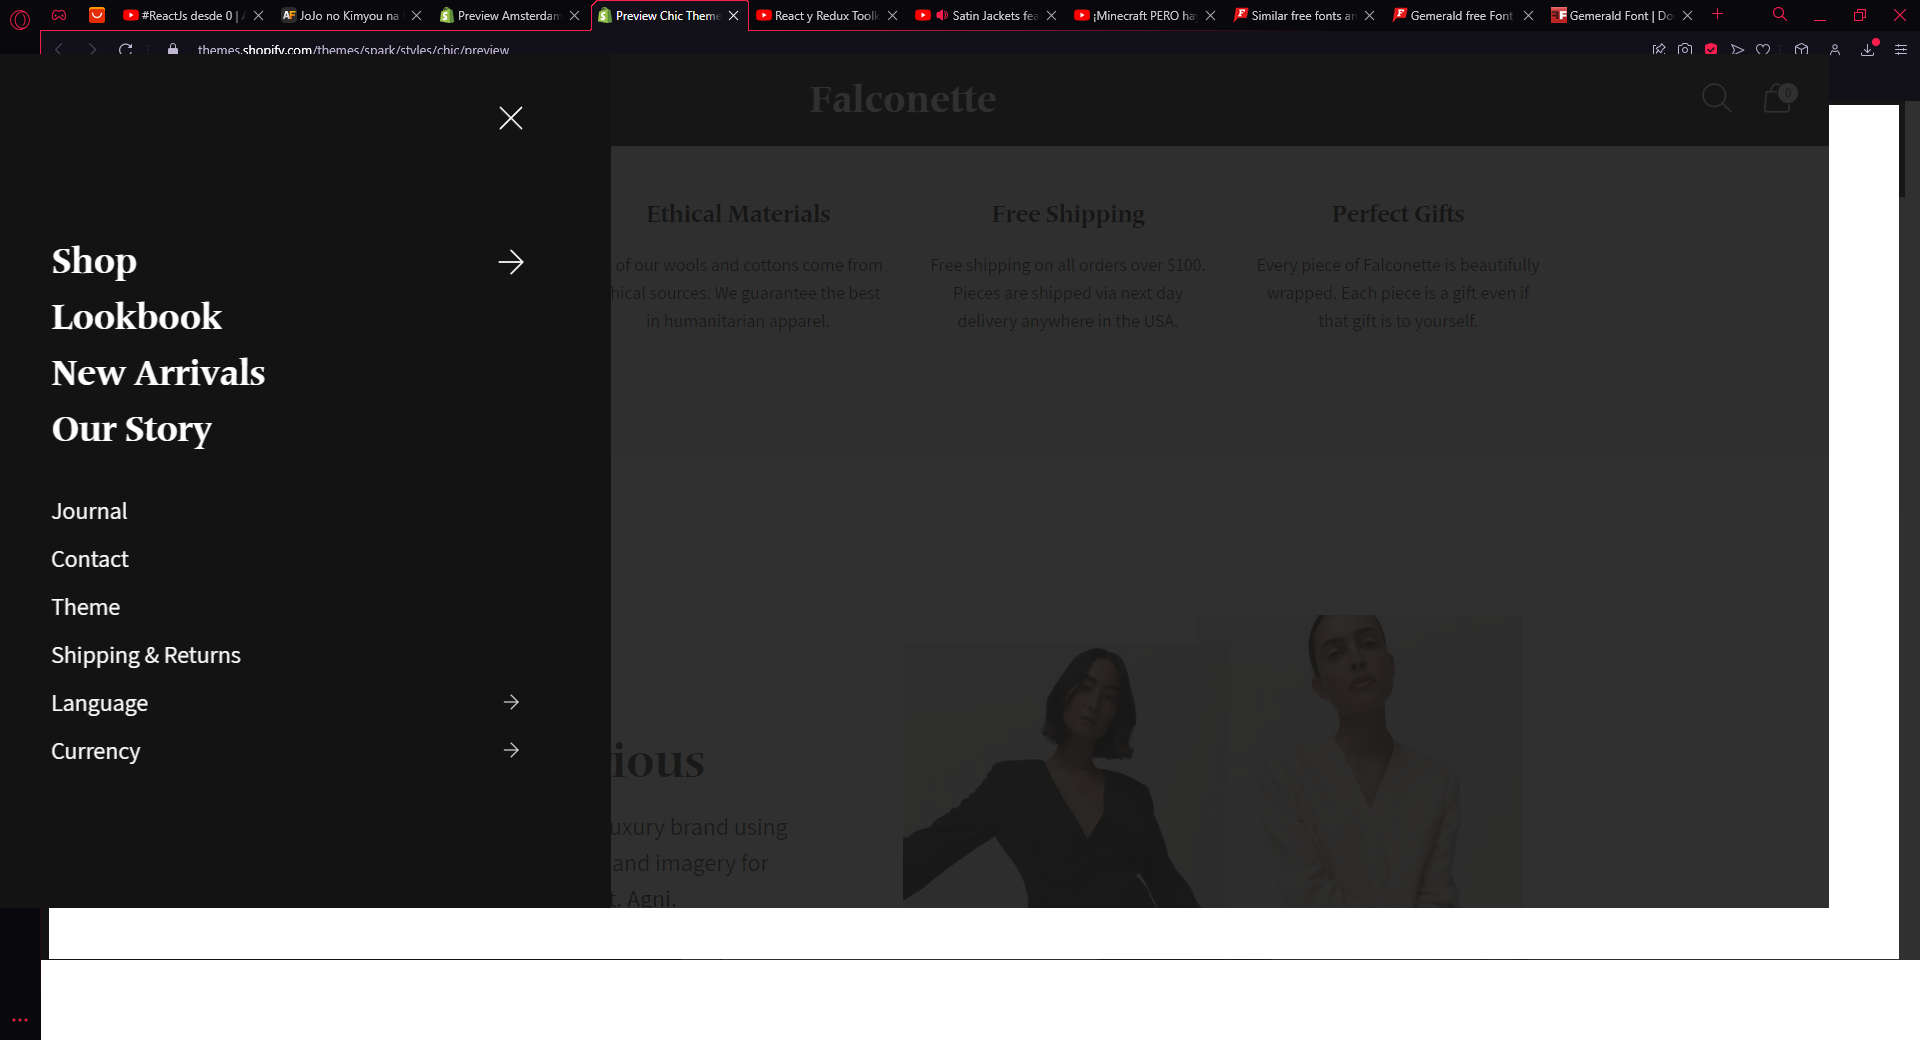 #ReactJs desde 0 |
JoJo no Kimyou na
Preview Amsterdam
Preview Chic Theme
React y Redux Toolk
Satin Jackets fea
¡Minecraft PERO hay
Similar free fonts an
Gemerald free Font
Gemerald Font | Do
themes.shopify.com/themes/spark/styles/chic/preview
Falconette
0
Shop
Lookbook
New Arrivals
Our Story
Journal
Contact
Theme
Shipping & Returns
Language
Currency
Ethical Materials
of our wools and cottons come from
hical sources. We guarantee the best
in humanitarian apparel.
Free Shipping
Free shipping on all orders over $100.
Pieces are shipped via next day
delivery anywhere in the USA.
Perfect Gifts
Every piece of Falconette is beautifully
wrapped. Each piece is a gift even if
that gift is to yourself.
ious
uxury brand using
and imagery for
t. Agni.